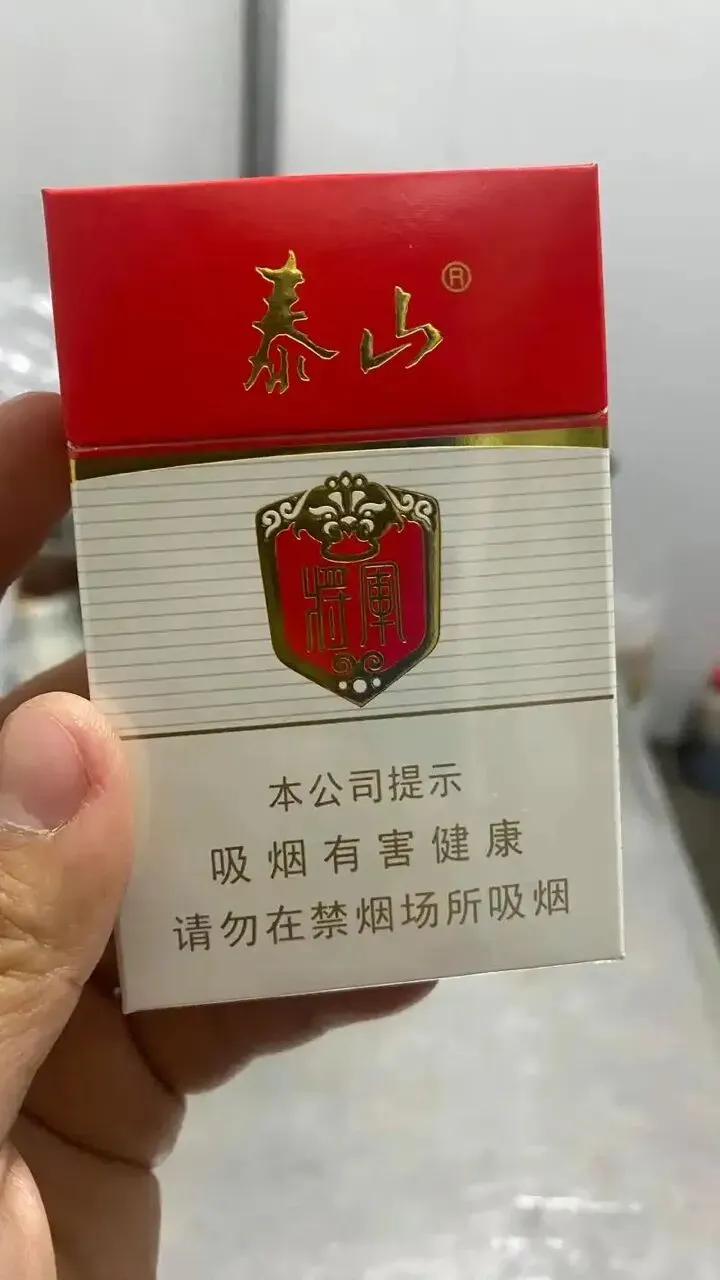 泰山®
将軍
本公司提示
吸烟有害健康
请勿在禁烟场所吸烟